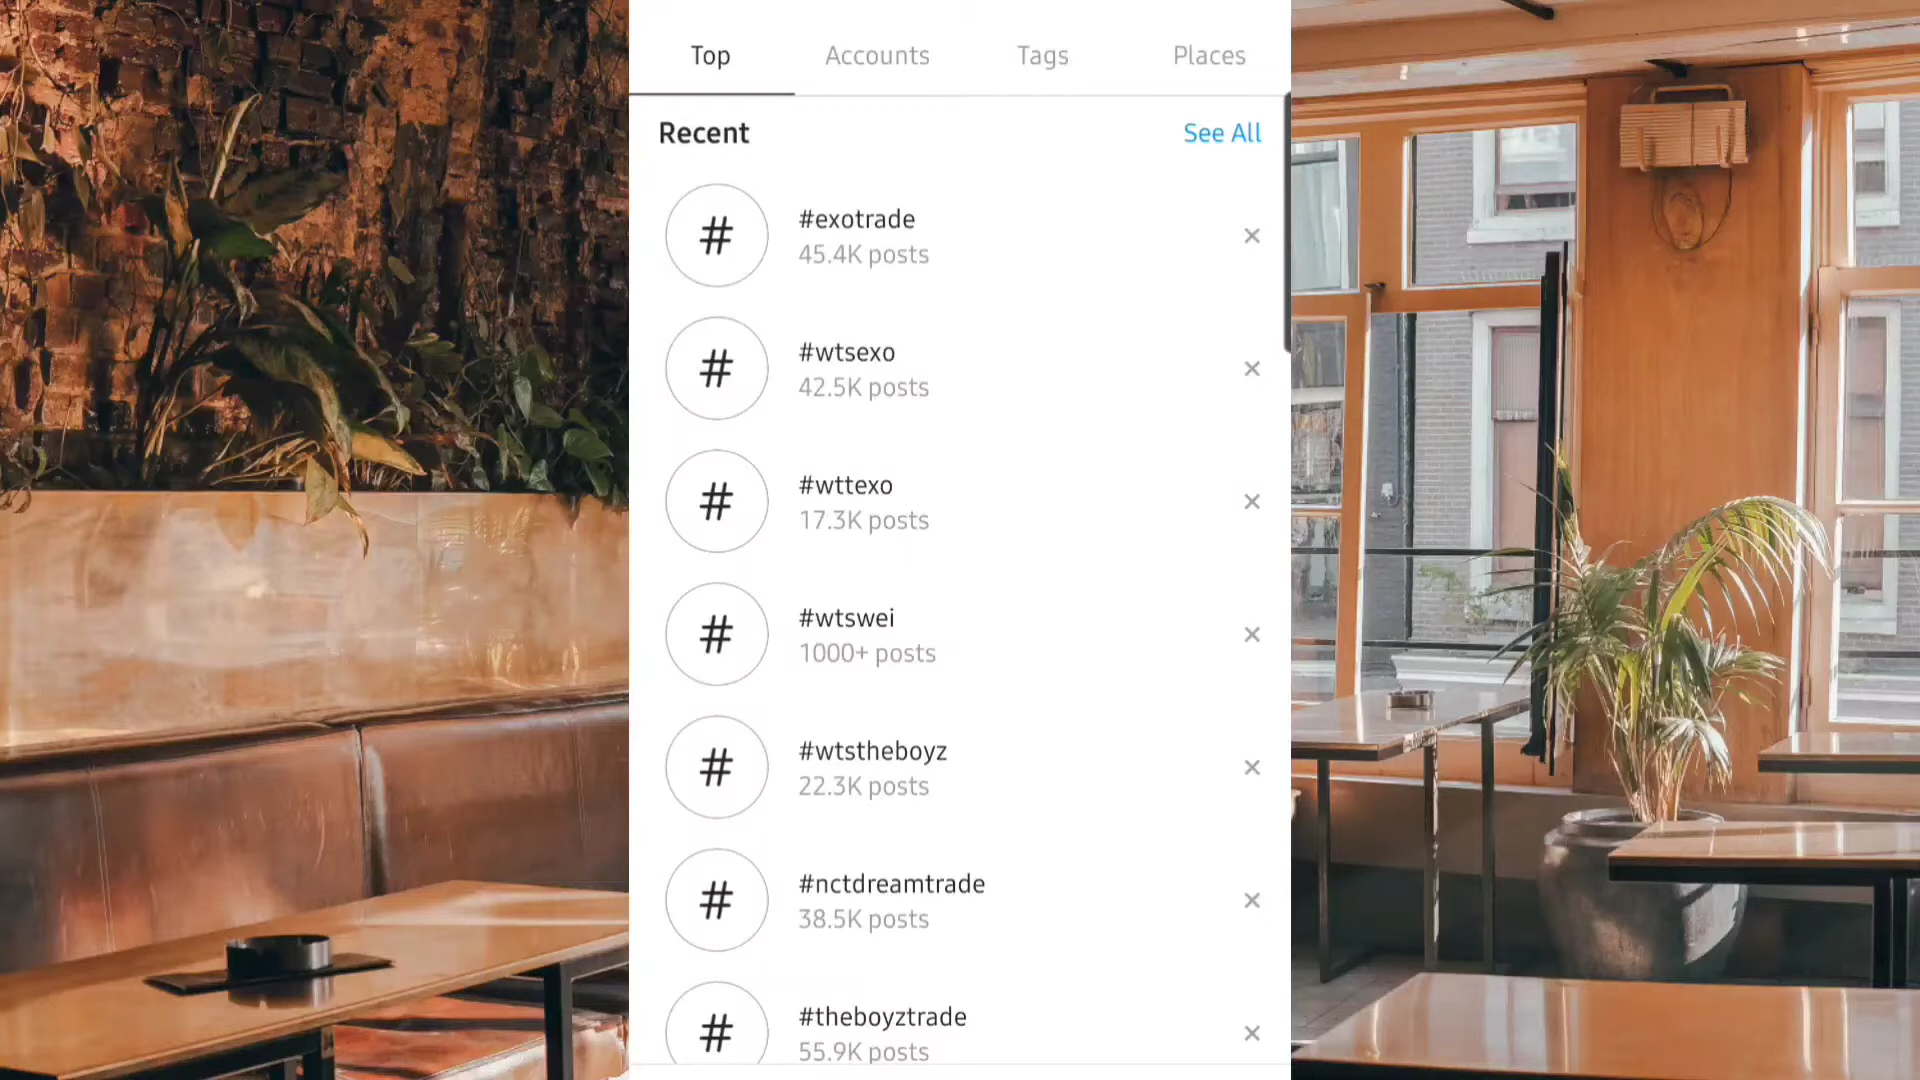 Top Accounts Tags Places
Recent See All
#exotrade
45.4K posts
#wtsexo
42.5K posts
#wttexo
17.3K posts
#wtswei
1000+ posts
#wtstheboyz
22.3K posts
#nctdreamtrade
38.5K posts
#theboyztrade
55.9K posts